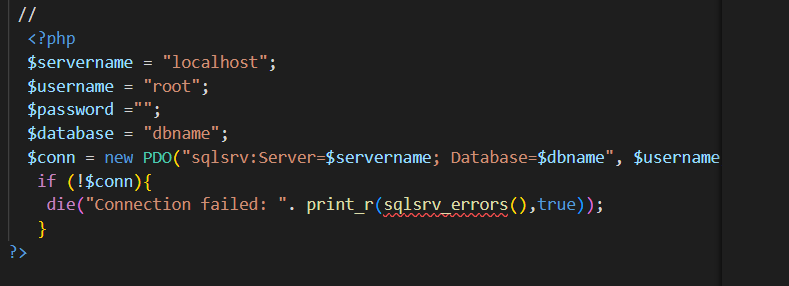 //
<?php
$servername = "localhost";
$username = "root";
$password ="";
$database = "dbname";
$conn = new PDO("sqlsrv:Server=$servername; Database=$dbname", $username
if (!$conn){
die("Connection failed: ". print_r(sqlsrv_errors(),true));
}
?>